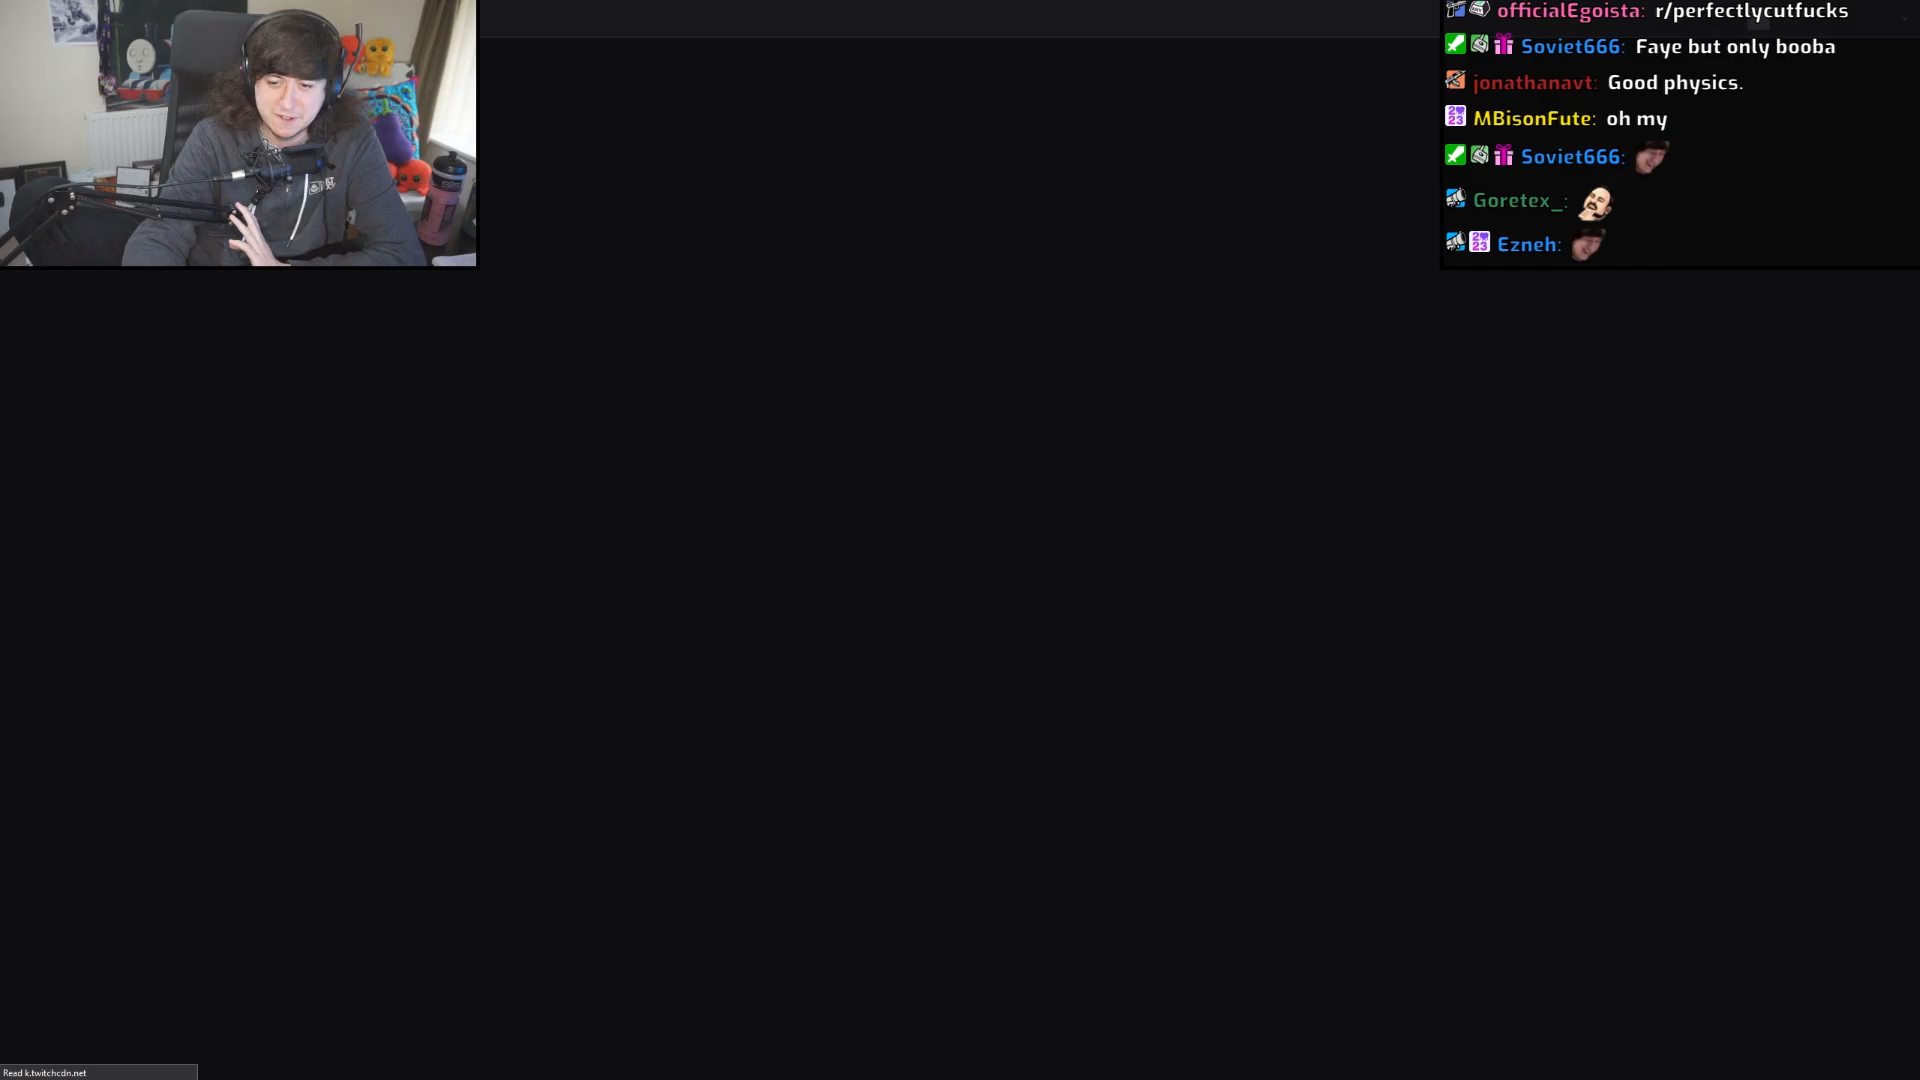 officialEgoista: r/perfectlycutfucks
Soviet666: Faye but only booba
jonathanavt: Good physics.
MBisonFute: oh my
Soviet666:
Goretex_:
Ezneh:
Read k.twitchcdn.net